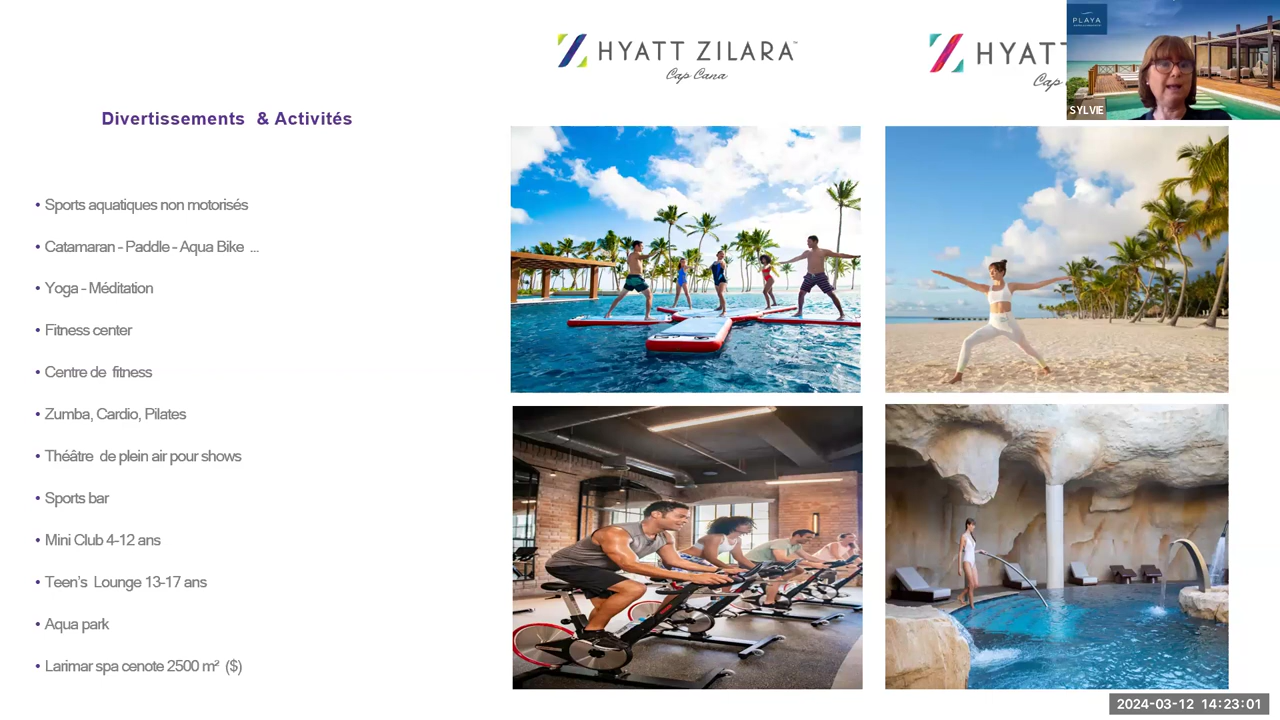 HYATT ZILARA™
Cap Cana
HYATT
Cap
PLAYA
SYLVIE
Divertissements & Activités
• Sports aquatiques non motorisés
• Catamaran - Paddle - Aqua Bike ...
• Yoga - Méditation
• Fitness center
• Centre de fitness
• Zumba, Cardio, Pilates
• Théâtre de plein air pour shows
• Sports bar
• Mini Club 4-12 ans
• Teen’s Lounge 13-17 ans
• Aqua park
• Larimar spa cenote 2500 m² ($)
2024-03-12 14:23:01